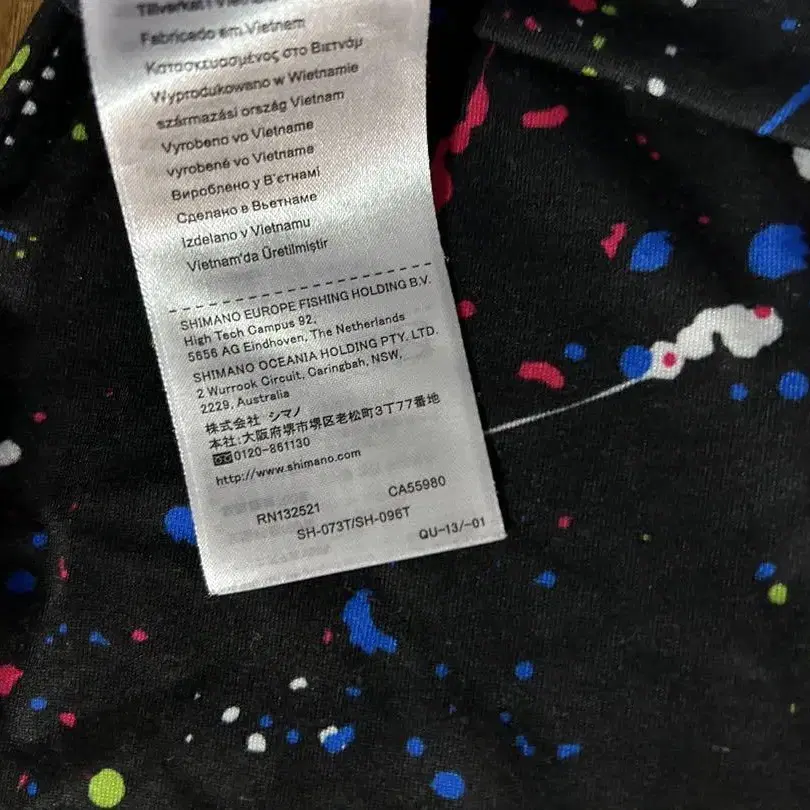 Tillverkat i Vietnam
Fabricado em Vietnem
Κατασκευασμένος στο Βιετνάμ
Wyprodukowano w Wietnamie
származási ország Vietnam
Vyrobeno vo Vietname
vyrobené vo Vietname
Вироблено у В'єтнамі
Сделано в Вьетнаме
Izdelano v Vietnamu
Vietnam'da Üretilmiştir
SHIMANO EUROPE FISHING HOLDING B.V.
High Tech Campus 92,
5656 AG Eindhoven, The Netherlands
SHIMANO OCEANIA HOLDING PTY. LTD.
2 Wurrook Circuit, Caringbah, NSW,
2229, Australia
株式会社 シマノ
本社:大阪府堺市堺区老松町3丁77番地
0120-861130
http://www.shimano.com
RN132521 CA55980
SH-073T/SH-096T
QU-13/-01